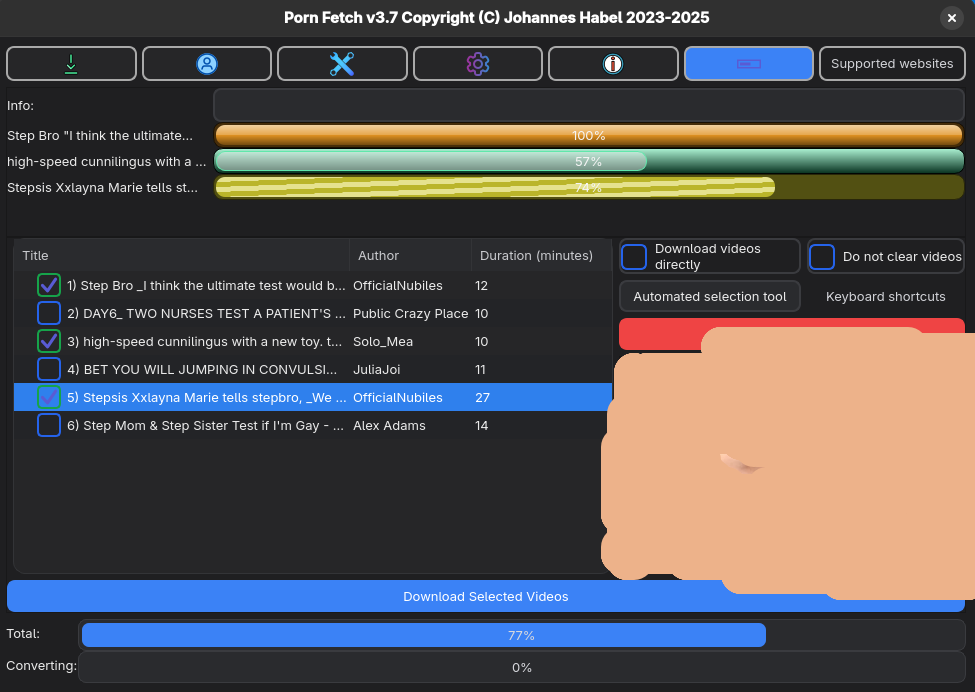 Porn Fetch v3.7 Copyright (C) Johannes Habel 2023-2025
Supported websites
Info:
Step Bro "I think the ultimate...
100%
high-speed cunnilingus with a ...
57%
Stepsis Xxlayna Marie tells st...
74%
Title Author Duration (minutes)
1) Step Bro _I think the ultimate test would b... OfficialNubiles 12
2) DAY6_ TWO NURSES TEST A PATIENT'S ... Public Crazy Place 10
3) high-speed cunnilingus with a new toy. t... Solo_Mea 10
4) BET YOU WILL JUMPING IN CONVULSI... JuliaJoi 11
5) Stepsis Xxlayna Marie tells stepbro, _We ... OfficialNubiles 27
6) Step Mom & Step Sister Test if I'm Gay - ... Alex Adams 14
Download videos
directly
Do not clear videos
Automated selection tool Keyboard shortcuts
Download Selected Videos
Total: 77%
Converting: 0%